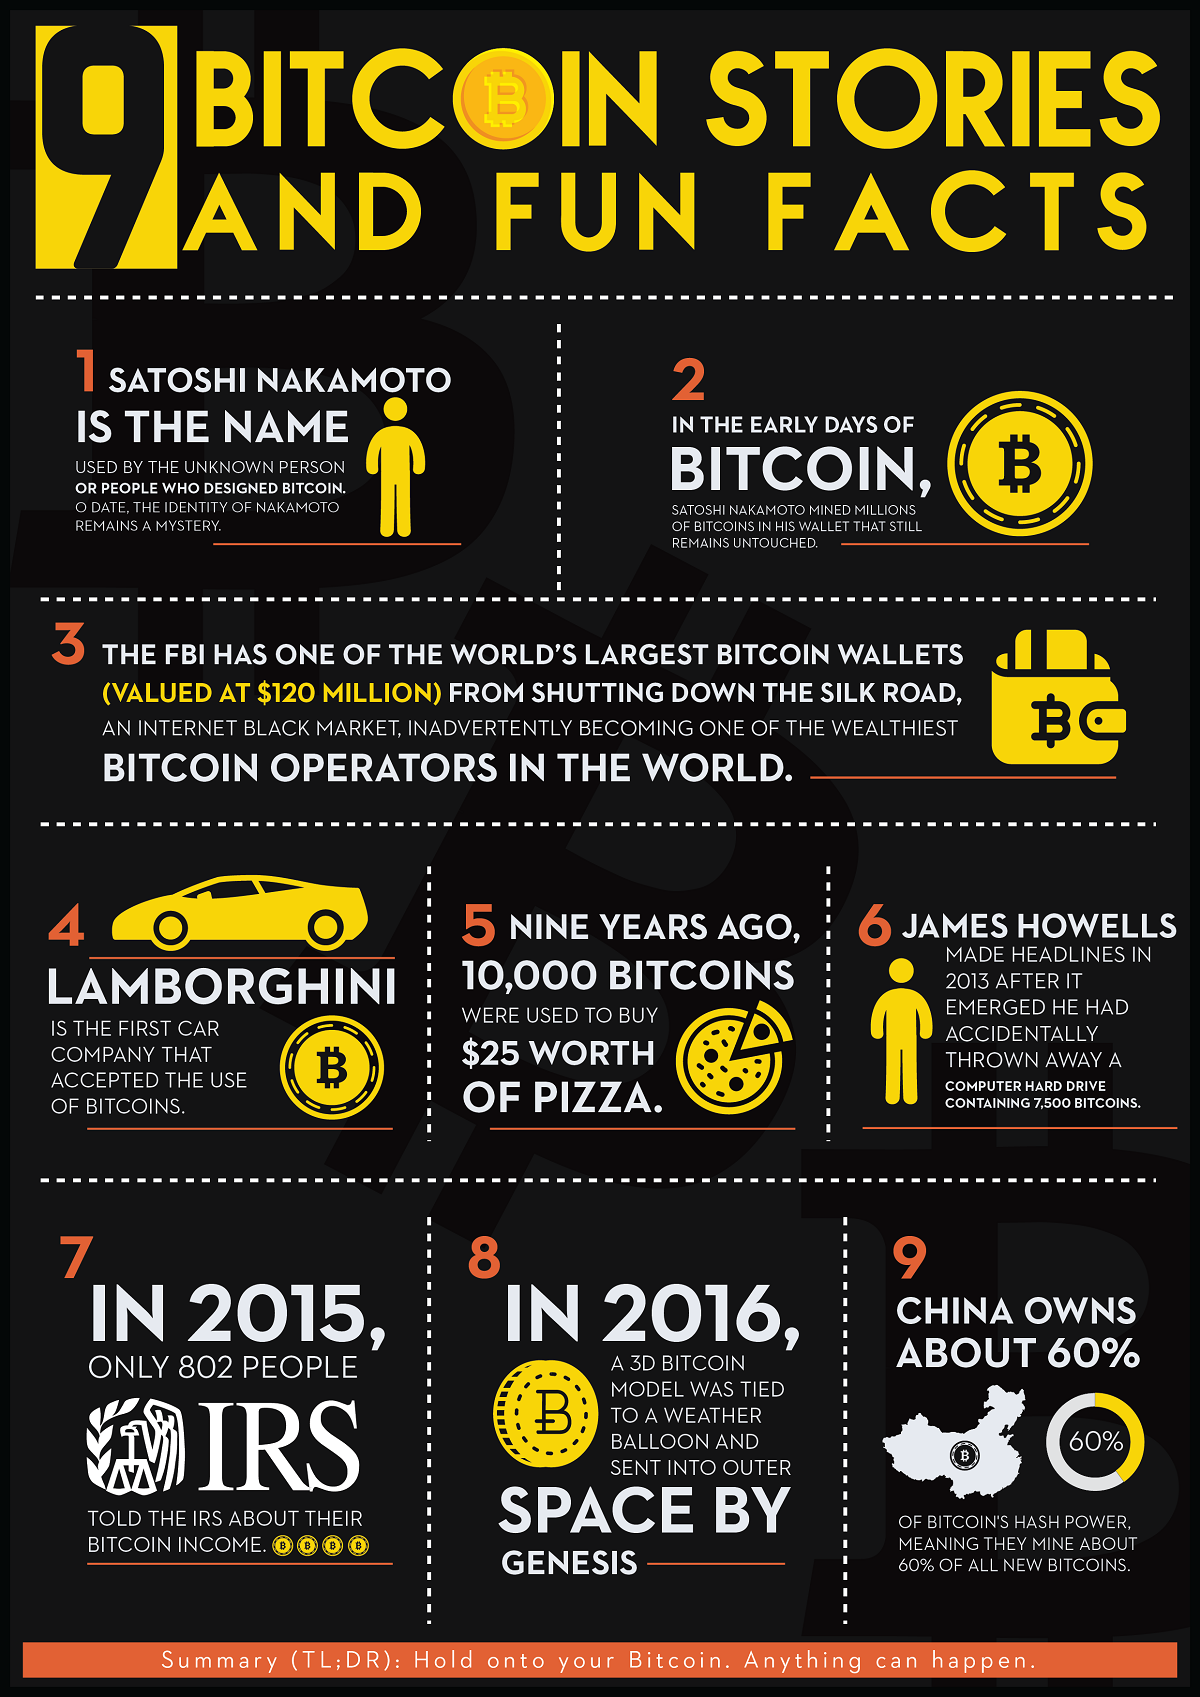 9 BITCOIN STORIES
AND FUN FACTS
1 SATOSHI NAKAMOTO
IS THE NAME
USED BY THE UNKNOWN PERSON
OR PEOPLE WHO DESIGNED BITCOIN.
O DATE, THE IDENTITY OF NAKAMOTO
REMAINS A MYSTERY.
2
IN THE EARLY DAYS OF
BITCOIN,
SATOSHI NAKAMOTO MINED MILLIONS
OF BITCOINS IN HIS WALLET THAT STILL
REMAINS UNTOUCHED.
3 THE FBI HAS ONE OF THE WORLD'S LARGEST BITCOIN WALLETS
(VALUED AT $120 MILLION) FROM SHUTTING DOWN THE SILK ROAD,
AN INTERNET BLACK MARKET, INADVERTENTLY BECOMING ONE OF THE WEALTHIEST
BITCOIN OPERATORS IN THE WORLD.
4
LAMBORGHINI
IS THE FIRST CAR
COMPANY THAT
ACCEPTED THE USE
OF BITCOINS.
5 NINE YEARS AGO,
10,000 BITCOINS
WERE USED TO BUY
$25 WORTH
OF PIZZA.
6 JAMES HOWELLS
MADE HEADLINES IN
2013 AFTER IT
EMERGED HE HAD
ACCIDENTALLY
THROWN AWAY A
COMPUTER HARD DRIVE
CONTAINING 7,500 BITCOINS.
7
IN 2015,
ONLY 802 PEOPLE
IRS
TOLD THE IRS ABOUT THEIR
BITCOIN INCOME.
8
IN 2016,
A 3D BITCOIN
MODEL WAS TIED
TO A WEATHER
BALLOON AND
SENT INTO OUTER
SPACE BY
GENESIS
9
CHINA OWNS
ABOUT 60%
60%
OF BITCOIN'S HASH POWER,
MEANING THEY MINE ABOUT
60% OF ALL NEW BITCOINS.
Summary (TL;DR): Hold onto your Bitcoin. Anything can happen.